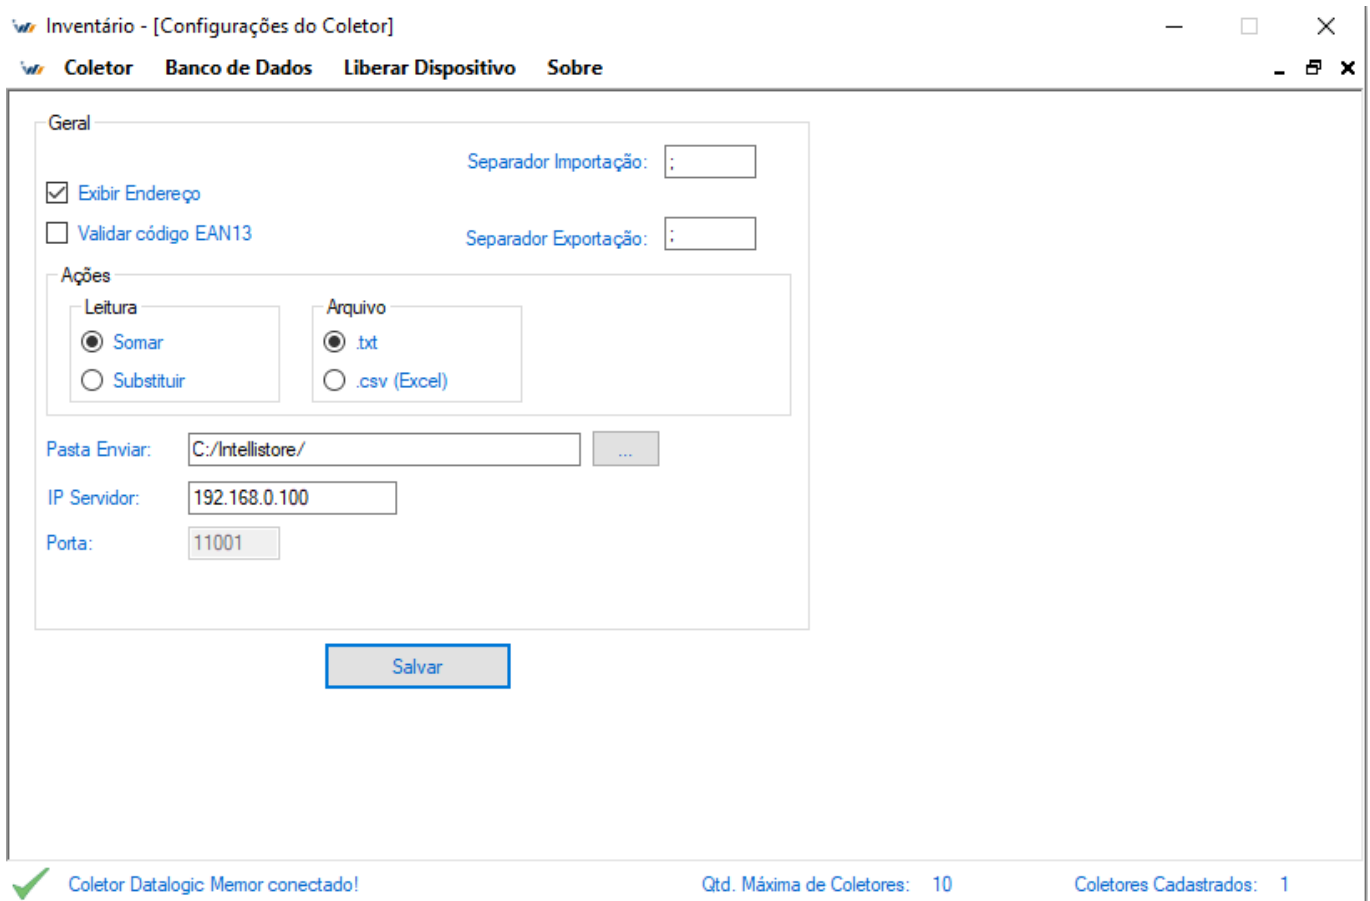 Inventário - [Configurações do Coletor]
Coletor Banco de Dados Liberar Dispositivo Sobre
Geral
Separador Importação: ;
Exibir Endereço
Validar código EAN13
Separador Exportação: ;
Ações
Leitura Arquivo
Somar .txt
Substituir .csv (Excel)
Pasta Enviar: C:/Intellistore/ ...
IP Servidor: 192.168.0.100
Porta: 11001
Salvar
Coletor Datalogic Memor conectado! Qtd. Máxima de Coletores: 10 Coletores Cadastrados: 1